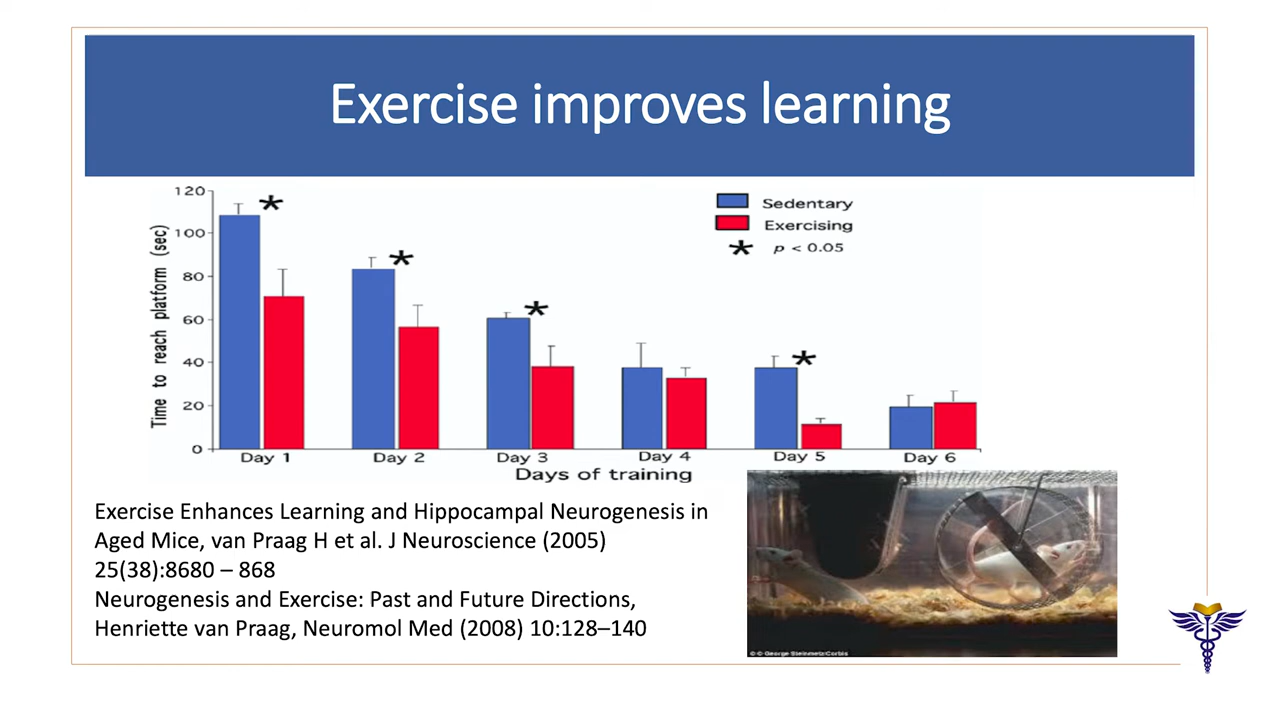 Exercise improves learning
120
100
80
60
40
20
0
Time to reach platform (sec)
Sedentary
Exercising
* p < 0.05
*
*
*
*
Day 1
Day 2
Day 3
Day 4
Day 5
Day 6
Days of training
Exercise Enhances Learning and Hippocampal Neurogenesis in
Aged Mice, van Praag H et al. J Neuroscience (2005)
25(38):8680 – 868
Neurogenesis and Exercise: Past and Future Directions,
Henriette van Praag, Neuromol Med (2008) 10:128–140
© © George Steinmetz/Corbis